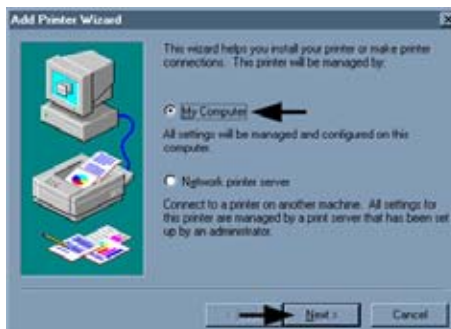 Add Printer Wizard
This wizard helps you install your printer or make printer
connections. This printer will be managed by:
My Computer
All settings will be managed and configured on this
computer.
Network printer server
Connect to a printer on another machine. All settings for
this printer are managed by a print server that has been set
up by an administrator.
Next >
Cancel